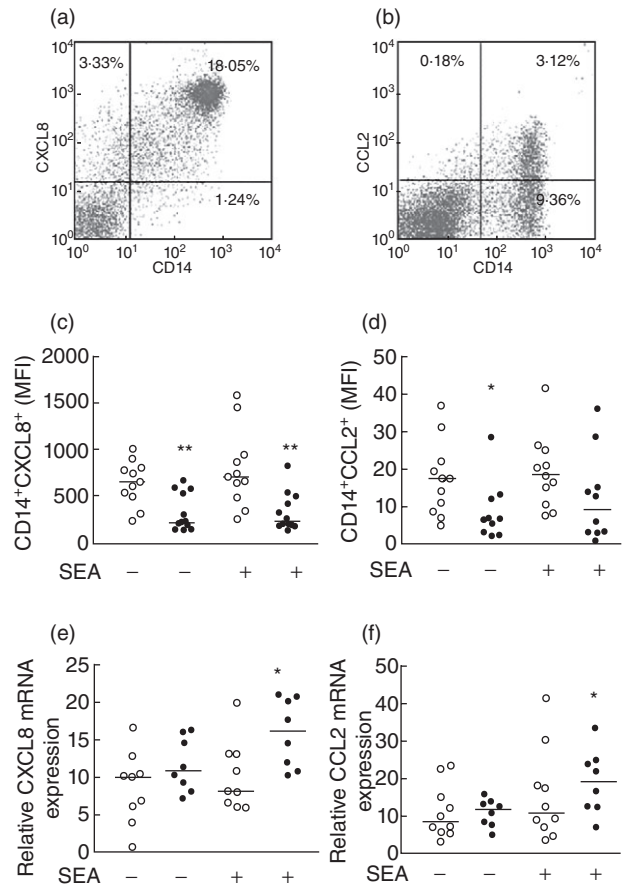 (a)
10⁴
3·33%
18·05%
10³
CXCL8
10²
10¹
1·24%
10⁰
10⁰ 10¹ 10² 10³ 10⁴
CD14
(b)
10⁴
0·18%
3·12%
10³
CCL2
10²
10¹
9·36%
10⁰
10⁰ 10¹ 10² 10³ 10⁴
CD14
(c)
CD14⁺CXCL8⁺ (MFI)
2000
1500
1000
500
0
** **
SEA − − + +
(d)
CD14⁺CCL2⁺ (MFI)
50
40
30
20
10
0
*
SEA − − + +
(e)
Relative CXCL8 mRNA
expression
25
20
15
10
5
0
*
SEA − − + +
(f)
Relative CCL2 mRNA
expression
50
40
30
20
10
0
*
SEA − − + +